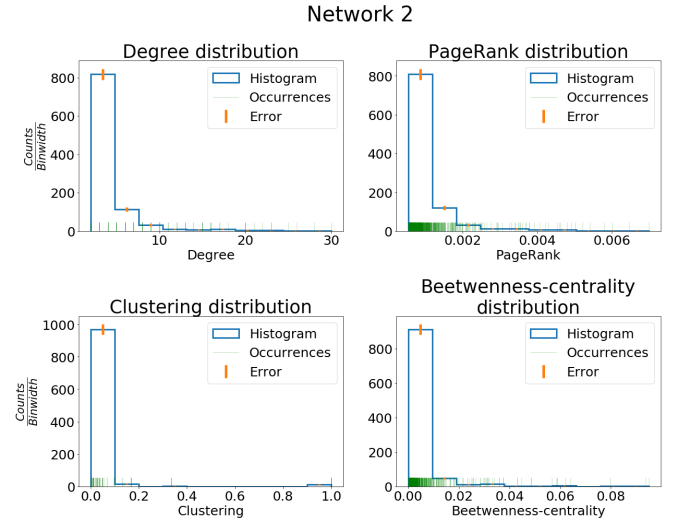 Network 2
Degree distribution
800
600
400
200
0
10
20
30
Degree
Counts
Binwidth
Histogram
Occurrences
Error
PageRank distribution
800
600
400
200
0
0.002
0.004
0.006
PageRank
Histogram
Occurrences
Error
Clustering distribution
1000
800
600
400
200
0
0.0
0.2
0.4
0.6
0.8
1.0
Clustering
Counts
Binwidth
Histogram
Occurrences
Error
Beetwenness-centrality
distribution
800
600
400
200
0
0.00
0.02
0.04
0.06
0.08
Beetwenness-centrality
Histogram
Occurrences
Error